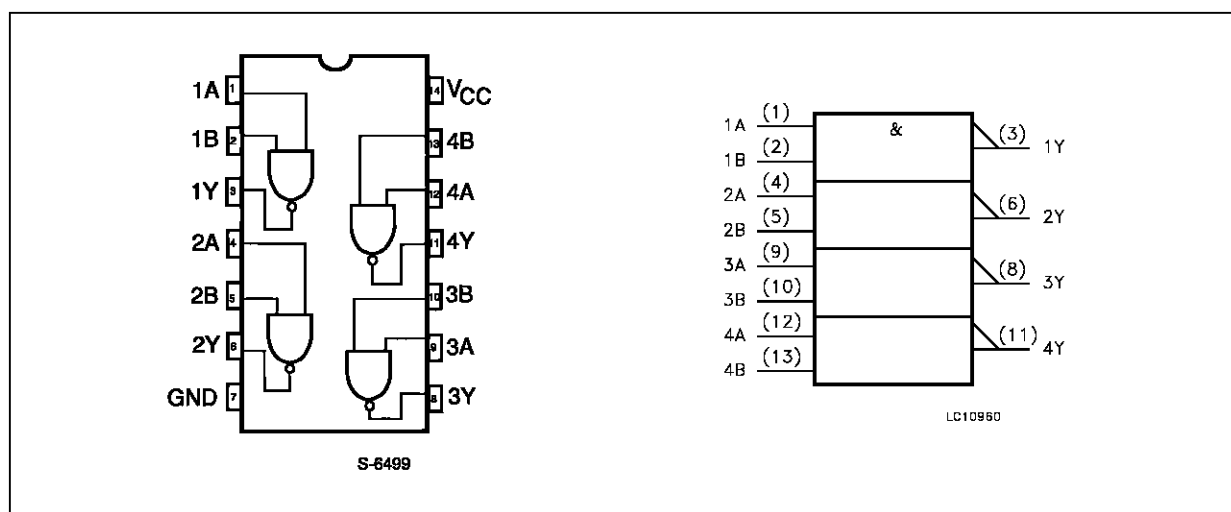 1A 1 14 VCC
1B 2 13 4B
1Y 3 12 4A
2A 4 11 4Y
2B 5 10 3B
2Y 6 9 3A
GND 7 8 3Y
S-6499
&
1A (1)
1B (2)
2A (4)
2B (5)
3A (9)
3B (10)
4A (12)
4B (13)
(3) 1Y
(6) 2Y
(8) 3Y
(11) 4Y
LC10960